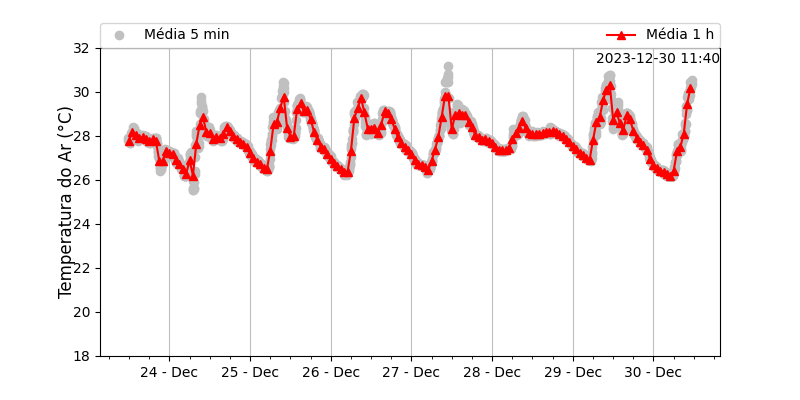 Média 5 min
Média 1 h
2023-12-30 11:40
Temperatura do Ar (°C)
32
30
28
26
24
22
20
18
24 - Dec
25 - Dec
26 - Dec
27 - Dec
28 - Dec
29 - Dec
30 - Dec